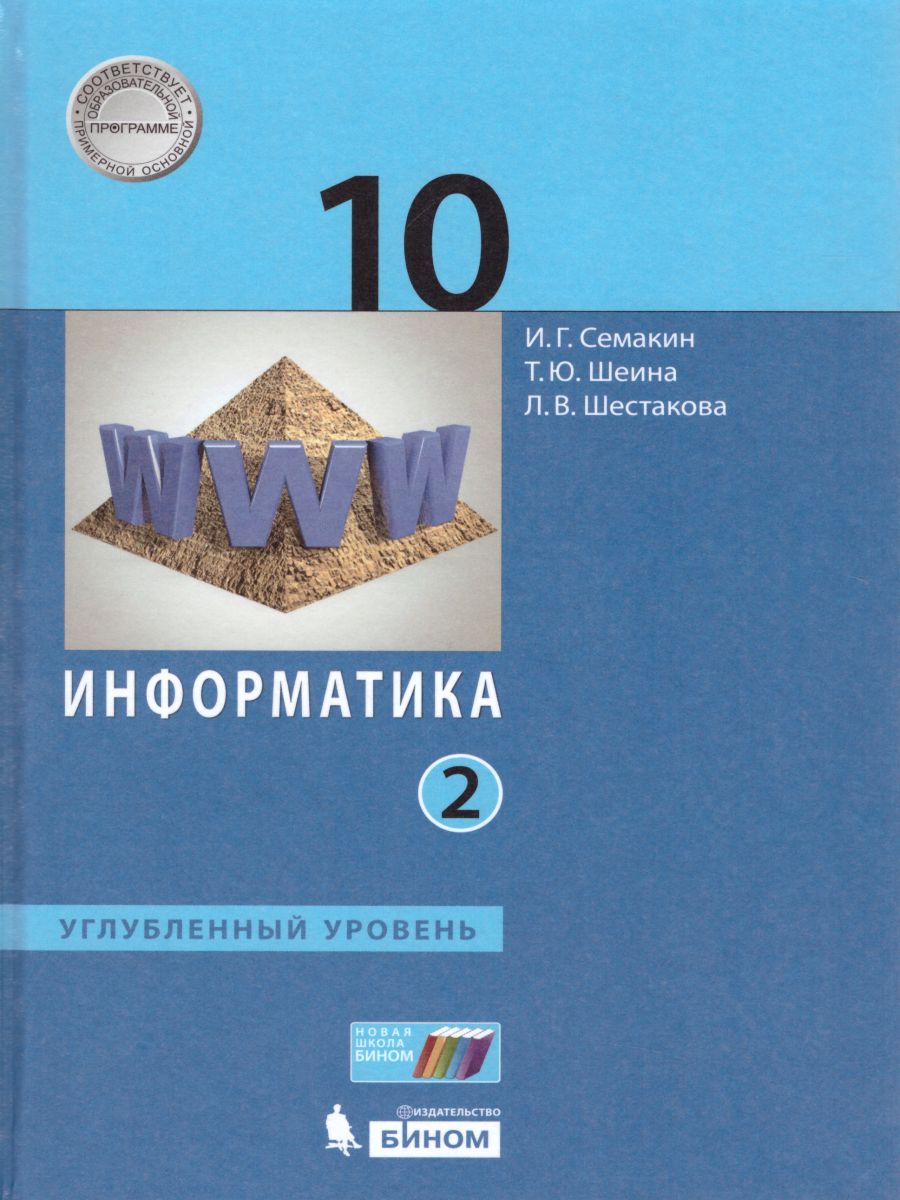 СООТВЕТСТВУЕТ
ПРИМЕРНОЙ ОСНОВНОЙ
ОБРАЗОВАТЕЛЬНОЙ
ПРОГРАММЕ
10
И. Г. Семакин
Т. Ю. Шеина
Л. В. Шестакова
WWW
ИНФОРМАТИКА
2
УГЛУБЛЕННЫЙ УРОВЕНЬ
НОВАЯ
ШКОЛА
БИНОМ
ИЗДАТЕЛЬСТВО
БИНОМ